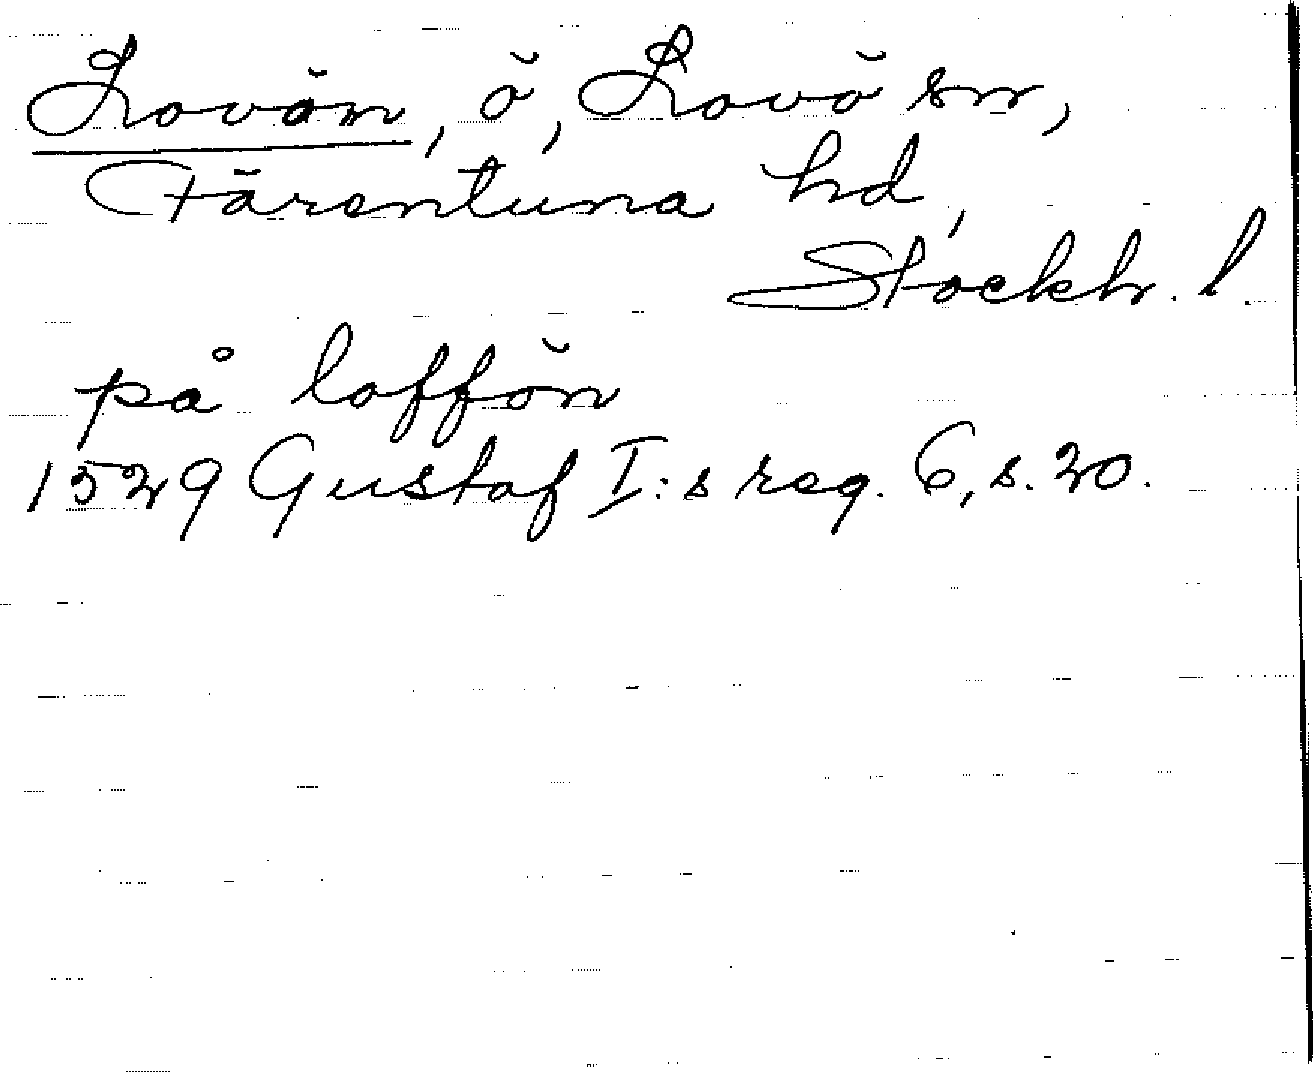 Lovön, ö, Lovö sn,
Färentuna hd,
Stockh. l.
på loffön
1529 Gustaf I:s reg. 6, s. 20.